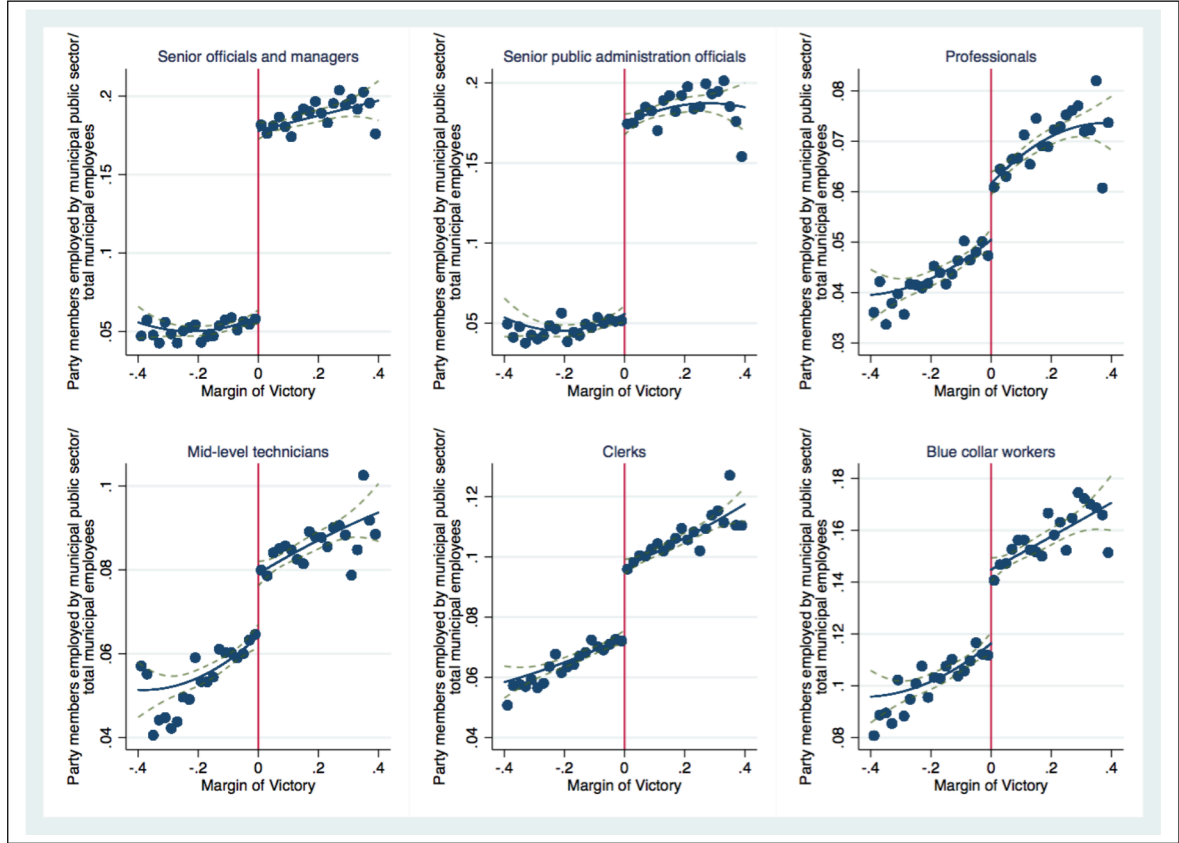 Senior officials and managers
Party members employed by municipal public sector/
total municipal employees
.2
.15
.1
.05
-.4 -.2 0 .2 .4
Margin of Victory
Senior public administration officials
Party members employed by municipal public sector/
total municipal employees
.2
.15
.1
.05
-.4 -.2 0 .2 .4
Margin of Victory
Professionals
Party members employed by municipal public sector/
total municipal employees
.08
.07
.06
.05
.04
.03
-.4 -.2 0 .2 .4
Margin of Victory
Mid-level technicians
Party members employed by municipal public sector/
total municipal employees
.1
.08
.06
.04
-.4 -.2 0 .2 .4
Margin of Victory
Clerks
Party members employed by municipal public sector/
total municipal employees
.12
.1
.08
.06
.04
-.4 -.2 0 .2 .4
Margin of Victory
Blue collar workers
Party members employed by municipal public sector/
total municipal employees
.18
.16
.14
.12
.1
.08
-.4 -.2 0 .2 .4
Margin of Victory